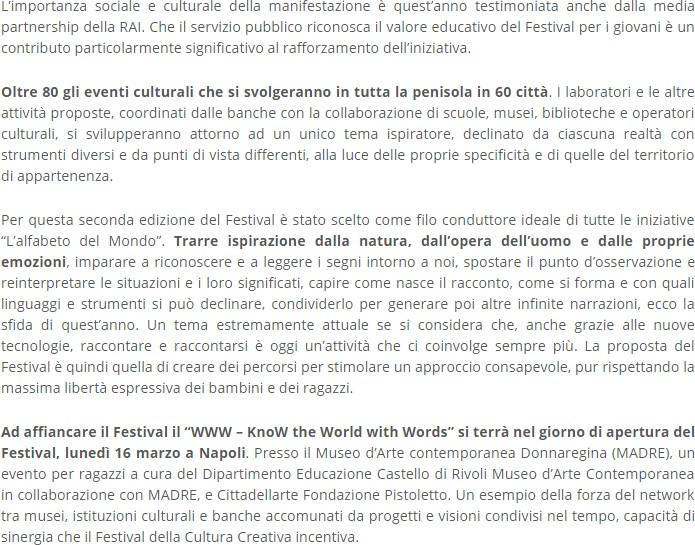 L'importanza sociale e culturale della manifestazione è quest'anno testimoniata anche dalla media
partnership della RAI. Che il servizio pubblico riconosca il valore educativo del Festival per i giovani è un
contributo particolarmente significativo al rafforzamento dell'iniziativa.
Oltre 80 gli eventi culturali che si svolgeranno in tutta la penisola in 60 città. I laboratori e le altre
attività proposte, coordinati dalle banche con la collaborazione di scuole, musei, biblioteche e operatori
culturali, si svilupperanno attorno ad un unico tema ispiratore, declinato da ciascuna realtà con
strumenti diversi e da punti di vista differenti, alla luce delle proprie specificità e di quelle del territorio
di appartenenza.
Per questa seconda edizione del Festival è stato scelto come filo conduttore ideale di tutte le iniziative
“L'alfabeto del Mondo”. Trarre ispirazione dalla natura, dall'opera dell'uomo e dalle proprie
emozioni, imparare a riconoscere e a leggere i segni intorno a noi, spostare il punto d'osservazione e
reinterpretare le situazioni e i loro significati, capire come nasce il racconto, come si forma e con quali
linguaggi e strumenti si può declinare, condividerlo per generare poi altre infinite narrazioni, ecco la
sfida di quest'anno. Un tema estremamente attuale se si considera che, anche grazie alle nuove
tecnologie, raccontare e raccontarsi è oggi un'attività che ci coinvolge sempre più. La proposta del
Festival è quindi quella di creare dei percorsi per stimolare un approccio consapevole, pur rispettando la
massima libertà espressiva dei bambini e dei ragazzi.
Ad affiancare il Festival il “WWW – KnoW the World with Words” si terrà nel giorno di apertura del
Festival, lunedì 16 marzo a Napoli. Presso il Museo d'Arte contemporanea Donnaregina (MADRE), un
evento per ragazzi a cura del Dipartimento Educazione Castello di Rivoli Museo d'Arte Contemporanea
in collaborazione con MADRE, e Cittadellarte Fondazione Pistoletto. Un esempio della forza del network
tra musei, istituzioni culturali e banche accomunati da progetti e visioni condivisi nel tempo, capacità di
sinergia che il Festival della Cultura Creativa incentiva.